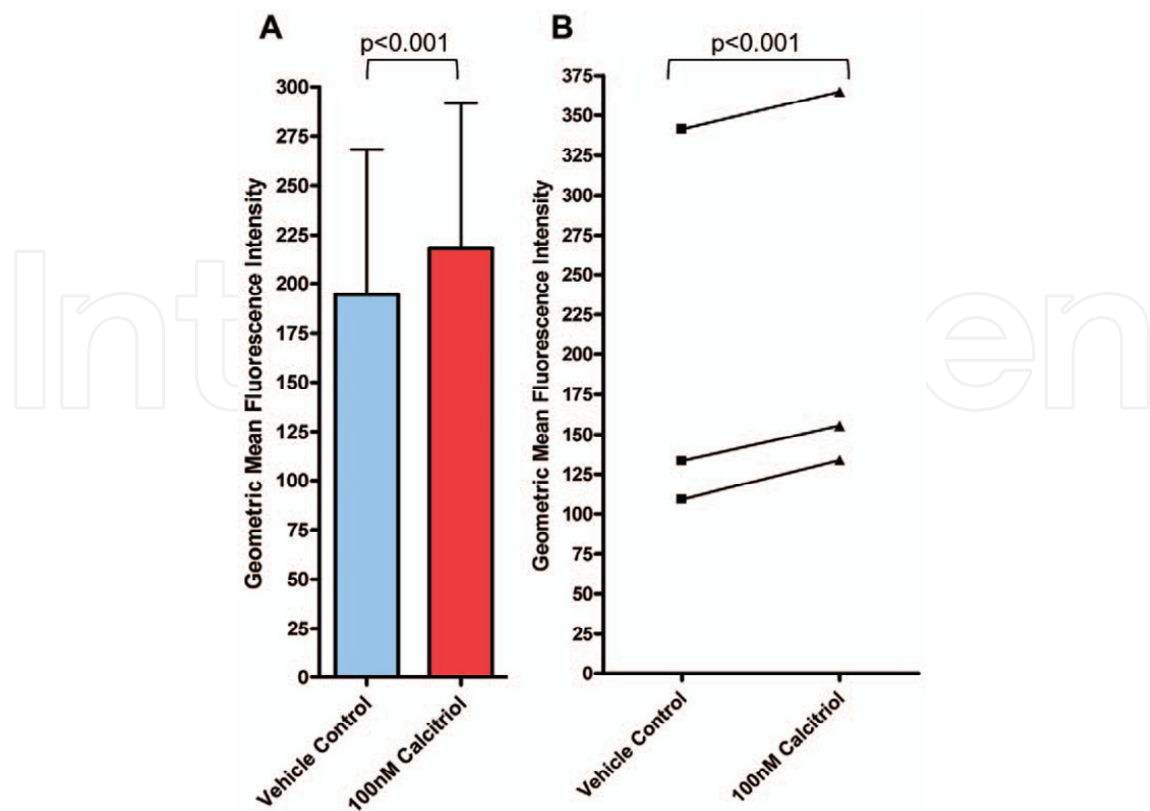 A
p<0.001
Geometric Mean Fluorescence Intensity
300
275
250
225
200
175
150
125
100
75
50
25
0
Vehicle Control
100nM Calcitriol
B
p<0.001
Geometric Mean Fluorescence Intensity
375
350
325
300
275
250
225
200
175
150
125
100
75
50
25
0
Vehicle Control
100nM Calcitriol
Int
en